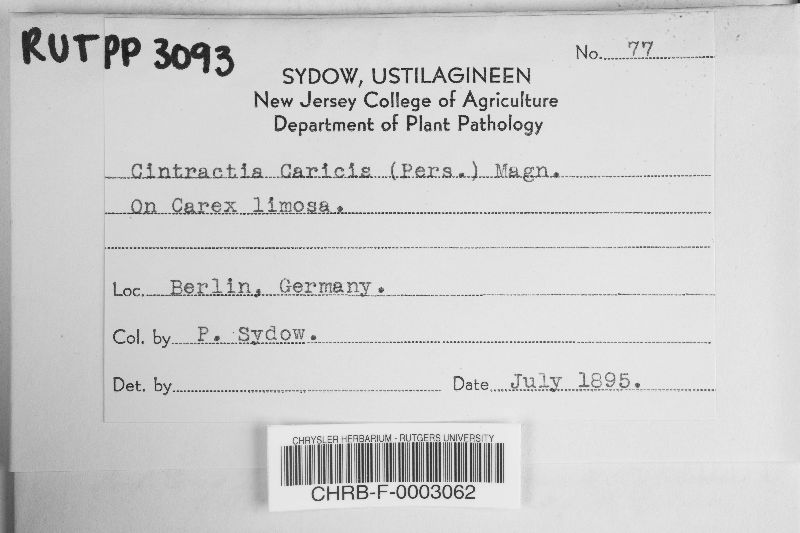 RUTPP 3093
No. 77
SYDOW, USTILAGINEEN
New Jersey College of Agriculture
Department of Plant Pathology
Cintractia Caricis (Pers.) Magn.
On Carex limosa.
Loc. Berlin, Germany.
Col. by P. Sydow.
Det. by Date July 1895.
CHRYSLER HERBARIUM - RUTGERS UNIVERSITY
CHRB-F-0003062